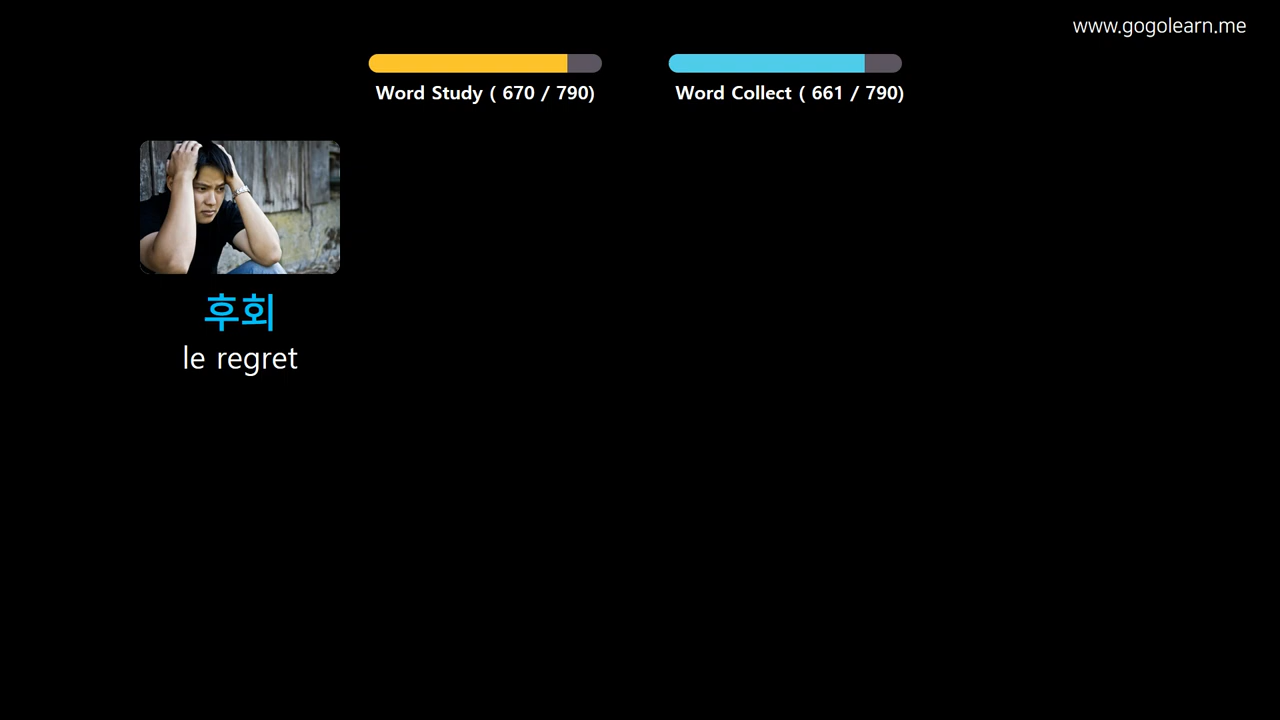 www.gogolearn.me
Word Study ( 670 / 790)
Word Collect ( 661 / 790)
후회
le regret